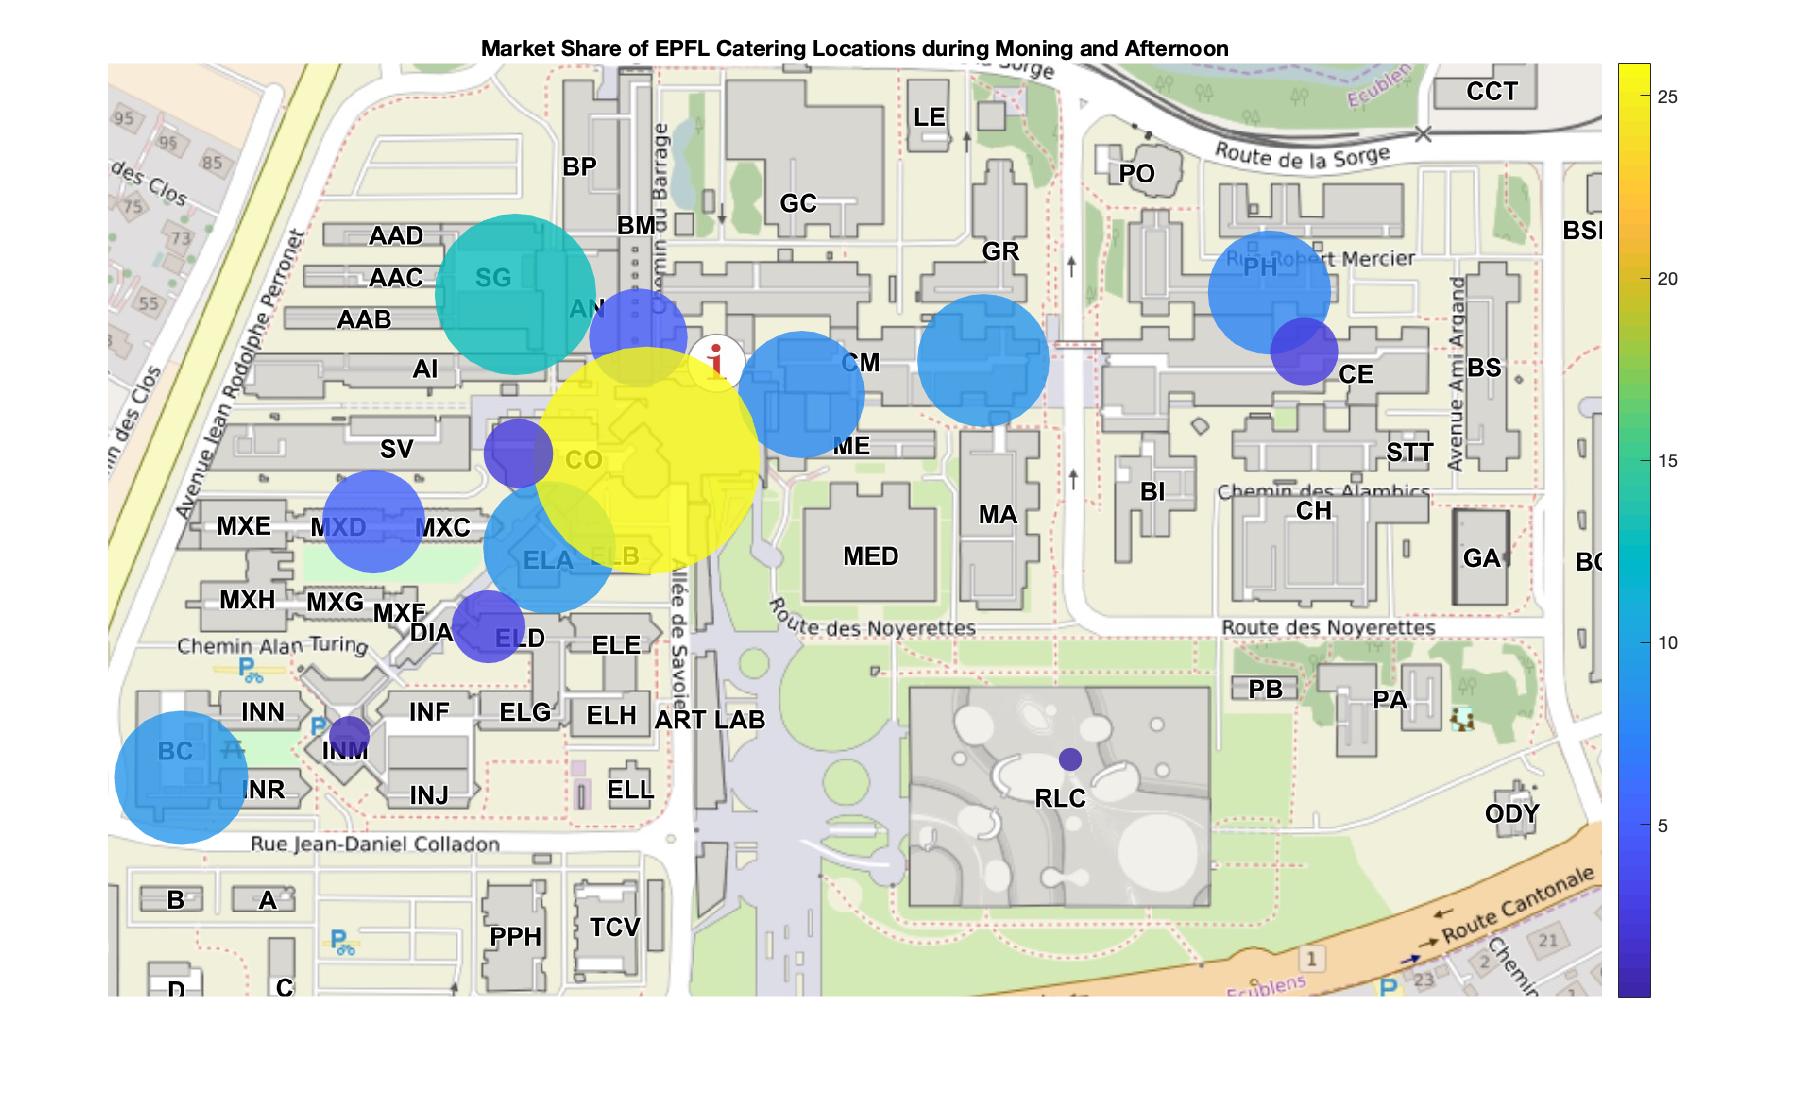 Market Share of EPFL Catering Locations during Moning and Afternoon
la Sorge
Ecublen
CCT
25
95
95
85
LE
des Clos
BP
Chemin du Barrage
PO
Route de la Sorge
75
GC
73
AAD
BM
GR
BSI
AAC
SG
PH
Rue Robert Mercier
20
55
AAB
AN
Avenue Jean Rodolphe Perronet
AI
i
CM
CE
BS
Avenue Ami Argand
SV
CO
ME
STT
15
in des Clos
MXE
MXD
MXC
MA
BI
Chemin des Alambics
CH
ELA
ELB
MED
GA
MXH
MXG
MXF
DIA
ELD
ELE
Allée de Savoie
Route des Noyerettes
Route des Noyerettes
Chemin Alan Turing
P
10
PB
PA
INN
INF
ELG
ELH
ART LAB
P
BC
INM
INR
INJ
ELL
RLC
ODY
Rue Jean-Daniel Colladon
5
B
A
PPH
TCV
P
Route Cantonale
1
21
2
23
Chemin
D
C
Ecublens
P